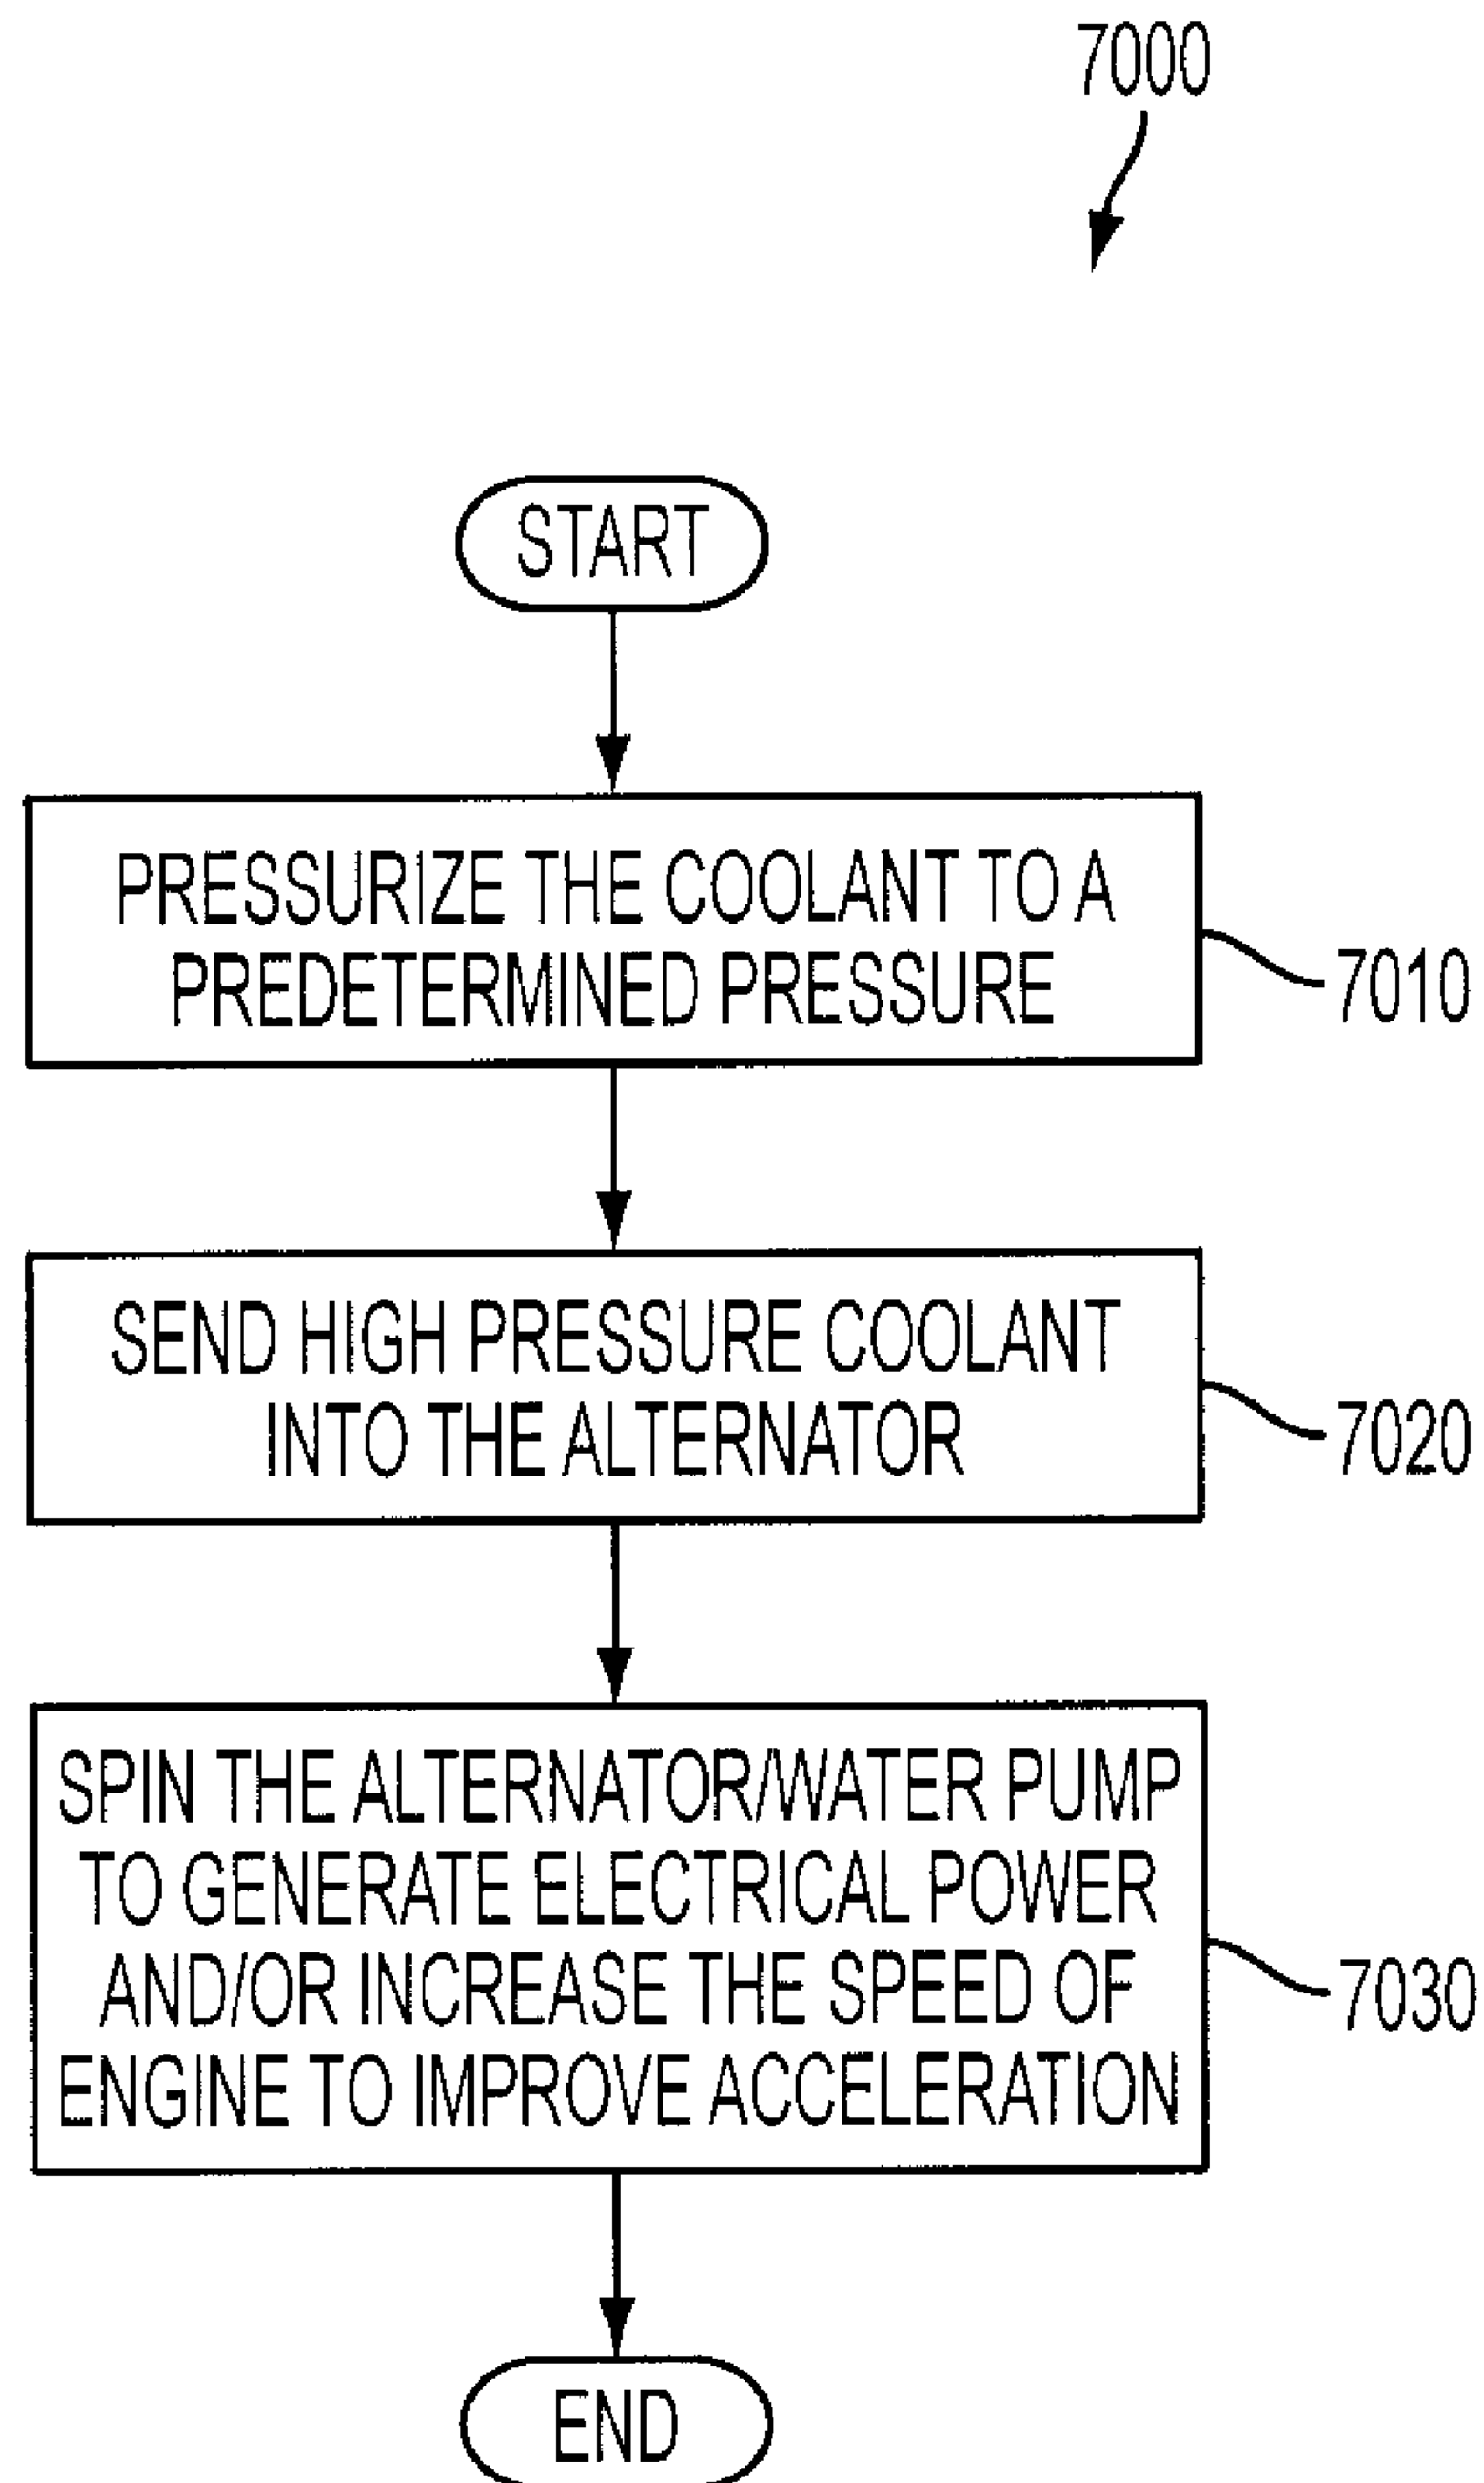 7000
START
PRESSURIZE THE COOLANT TO A
PREDETERMINED PRESSURE
7010
SEND HIGH PRESSURE COOLANT
INTO THE ALTERNATOR
7020
SPIN THE ALTERNATOR/WATER PUMP
TO GENERATE ELECTRICAL POWER
AND/OR INCREASE THE SPEED OF
ENGINE TO IMPROVE ACCELERATION
7030
END